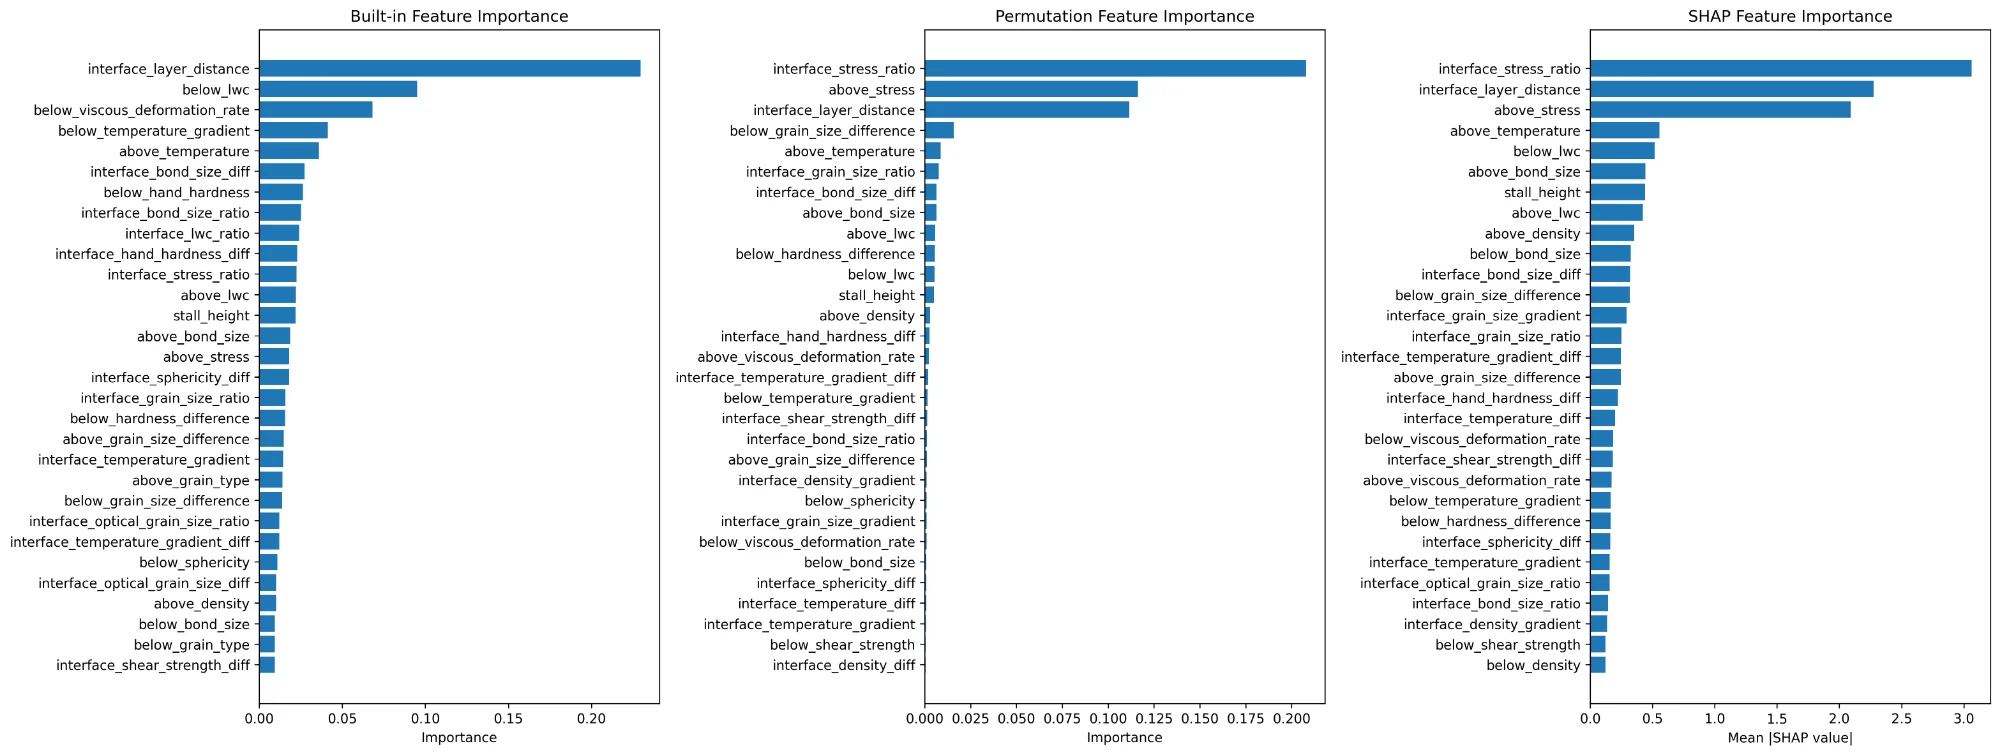 Built-in Feature Importance
interface_layer_distance
below_lwc
below_viscous_deformation_rate
below_temperature_gradient
above_temperature
interface_bond_size_diff
below_hand_hardness
interface_bond_size_ratio
interface_lwc_ratio
interface_hand_hardness_diff
interface_stress_ratio
above_lwc
stall_height
above_bond_size
above_stress
interface_sphericity_diff
interface_grain_size_ratio
below_hardness_difference
above_grain_size_difference
interface_temperature_gradient
above_grain_type
below_grain_size_difference
interface_optical_grain_size_ratio
interface_temperature_gradient_diff
below_sphericity
interface_optical_grain_size_diff
above_density
below_bond_size
below_grain_type
interface_shear_strength_diff
0.00 0.05 0.10 0.15 0.20
Importance
Permutation Feature Importance
interface_stress_ratio
above_stress
interface_layer_distance
below_grain_size_difference
above_temperature
interface_grain_size_ratio
interface_bond_size_diff
above_bond_size
above_lwc
below_hardness_difference
below_lwc
stall_height
above_density
interface_hand_hardness_diff
above_viscous_deformation_rate
interface_temperature_gradient_diff
below_temperature_gradient
interface_shear_strength_diff
interface_bond_size_ratio
above_grain_size_difference
interface_density_gradient
below_sphericity
interface_grain_size_gradient
below_viscous_deformation_rate
below_bond_size
interface_sphericity_diff
interface_temperature_diff
interface_temperature_gradient
below_shear_strength
interface_density_diff
0.000 0.025 0.050 0.075 0.100 0.125 0.150 0.175 0.200
Importance
SHAP Feature Importance
interface_stress_ratio
interface_layer_distance
above_stress
above_temperature
below_lwc
above_bond_size
stall_height
above_lwc
above_density
below_bond_size
interface_bond_size_diff
below_grain_size_difference
interface_grain_size_gradient
interface_grain_size_ratio
interface_temperature_gradient_diff
above_grain_size_difference
interface_hand_hardness_diff
interface_temperature_diff
below_viscous_deformation_rate
interface_shear_strength_diff
above_viscous_deformation_rate
below_temperature_gradient
below_hardness_difference
interface_sphericity_diff
interface_temperature_gradient
interface_optical_grain_size_ratio
interface_bond_size_ratio
interface_density_gradient
below_shear_strength
below_density
0.0 0.5 1.0 1.5 2.0 2.5 3.0
Mean |SHAP value|